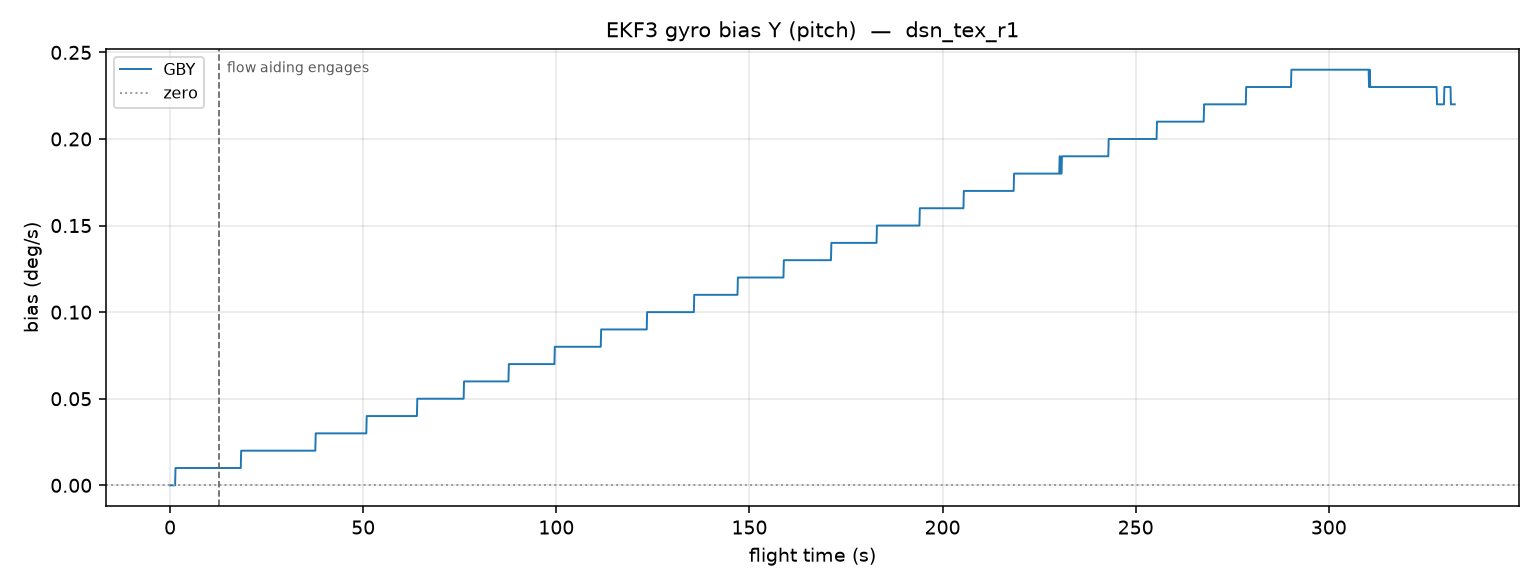 EKF3 gyro bias Y (pitch) — dsn_tex_r1
GBY
zero
flow aiding engages
0.25
0.20
0.15
0.10
0.05
0.00
bias (deg/s)
0 50 100 150 200 250 300
flight time (s)